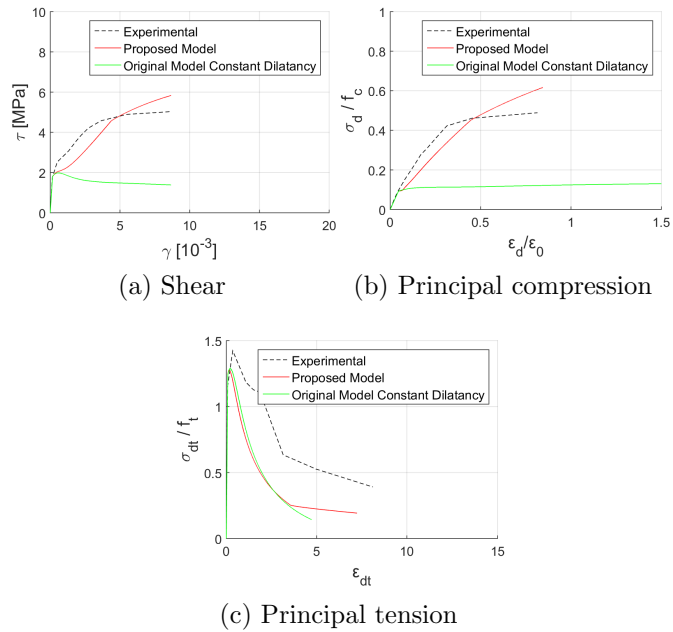 Experimental
Proposed Model
Original Model Constant Dilatancy
10
8
6
4
2
0
τ [MPa]
0 5 10 15 20
γ [10⁻³]
(a) Shear
Experimental
Proposed Model
Original Model Constant Dilatancy
1
0.8
0.6
0.4
0.2
0
σd / fc
0 0.5 1 1.5
εd/ε0
(b) Principal compression
Experimental
Proposed Model
Original Model Constant Dilatancy
1.5
1
0.5
0
σdt / ft
0 5 10 15
εdt
(c) Principal tension